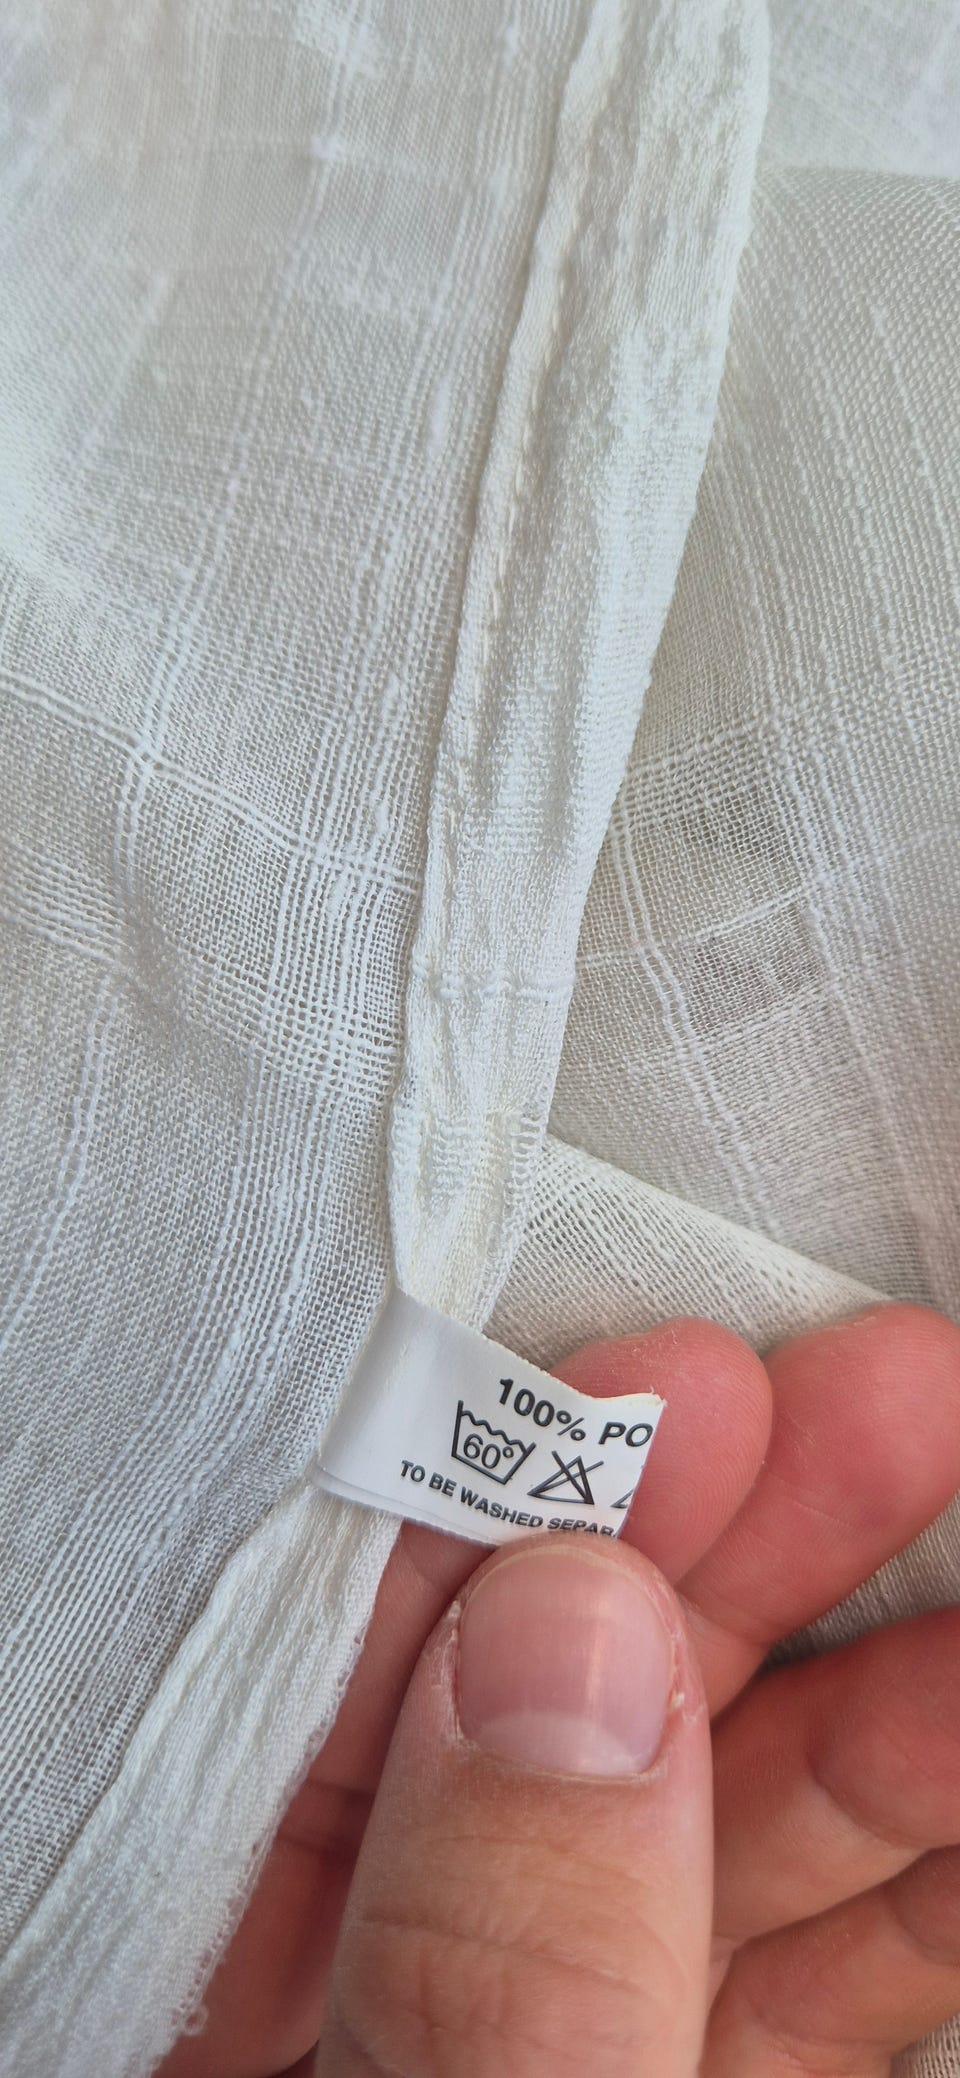 100% PO
60°
TO BE WASHED SEPAR